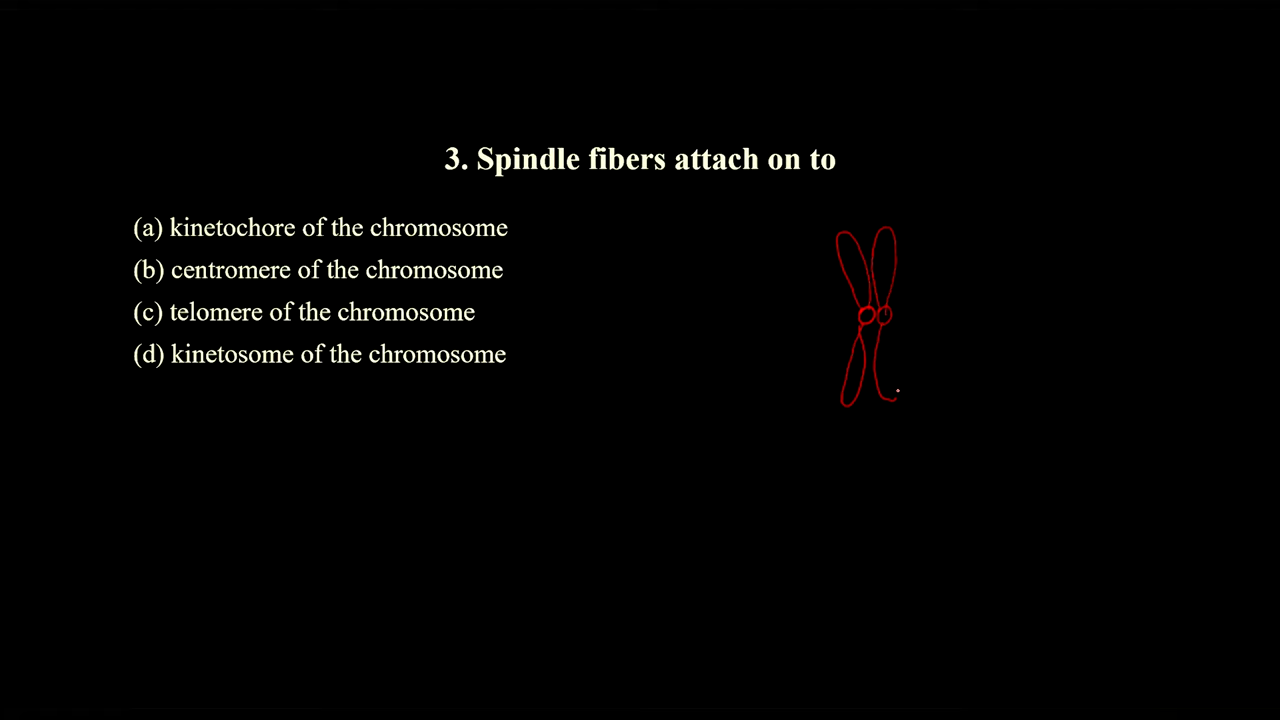 3. Spindle fibers attach on to
(a) kinetochore of the chromosome
(b) centromere of the chromosome
(c) telomere of the chromosome
(d) kinetosome of the chromosome